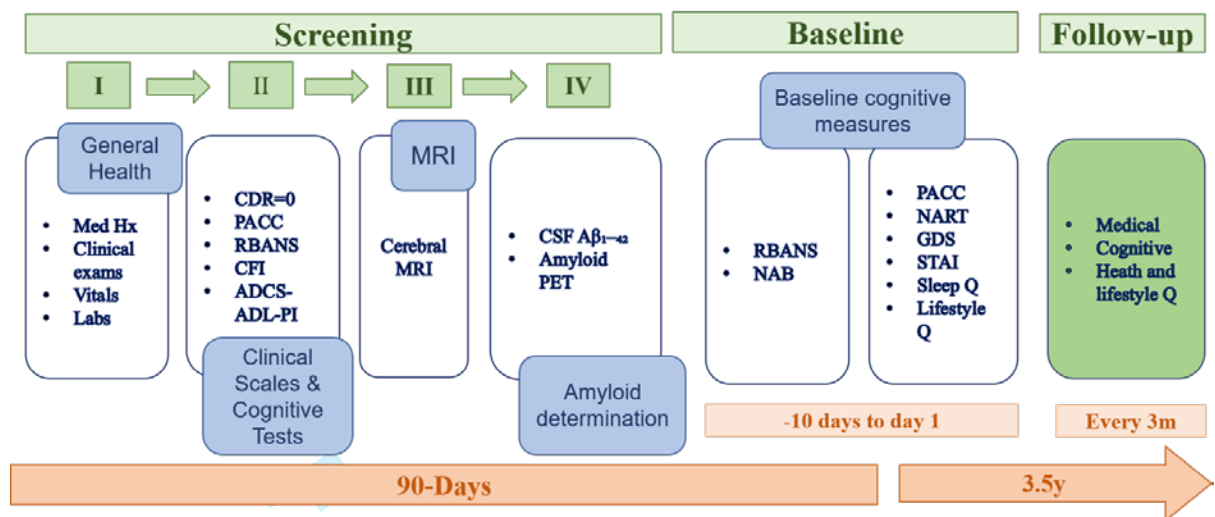 Screening
Baseline
Follow-up
I
II
III
IV
General
Health
• Med Hx
• Clinical
exams
• Vitals
• Labs
• CDR=0
• PACC
• RBANS
• CFI
• ADCS-
ADL-PI
Clinical
Scales &
Cognitive
Tests
MRI
Cerebral
MRI
• CSF Aβ₁₋₄₂
• Amyloid
PET
Amyloid
determination
Baseline cognitive
measures
• RBANS
• NAB
• PACC
• NART
• GDS
• STAI
• Sleep Q
• Lifestyle
Q
• Medical
• Cognitive
• Heath and
lifestyle Q
-10 days to day 1
Every 3m
90-Days
3.5y